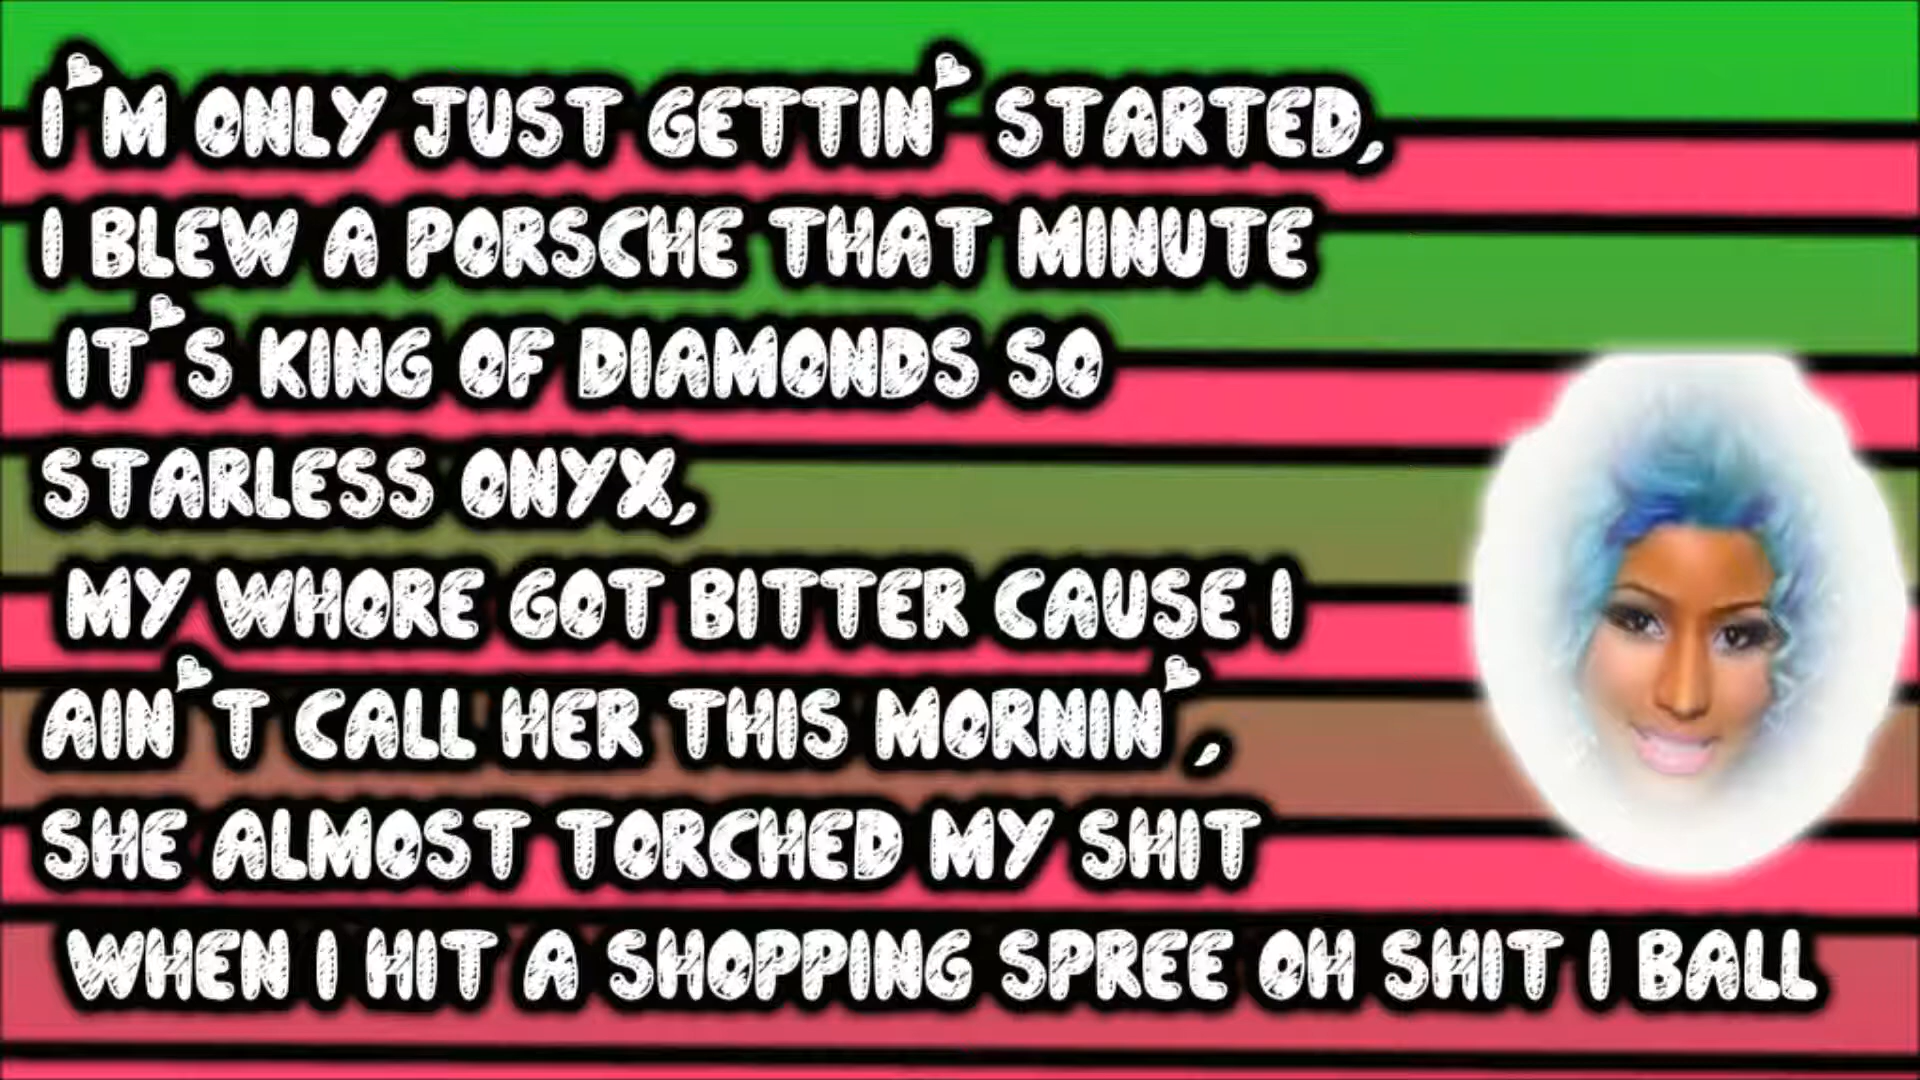 I'M ONLY JUST GETTIN' STARTED,
I BLEW A PORSCHE THAT MINUTE
IT'S KING OF DIAMONDS SO
STARLESS ONYX,
MY WHORE GOT BITTER CAUSE I
AIN'T CALL HER THIS MORNIN',
SHE ALMOST TORCHED MY SHIT
WHEN I HIT A SHOPPING SPREE OH SHIT I BALL